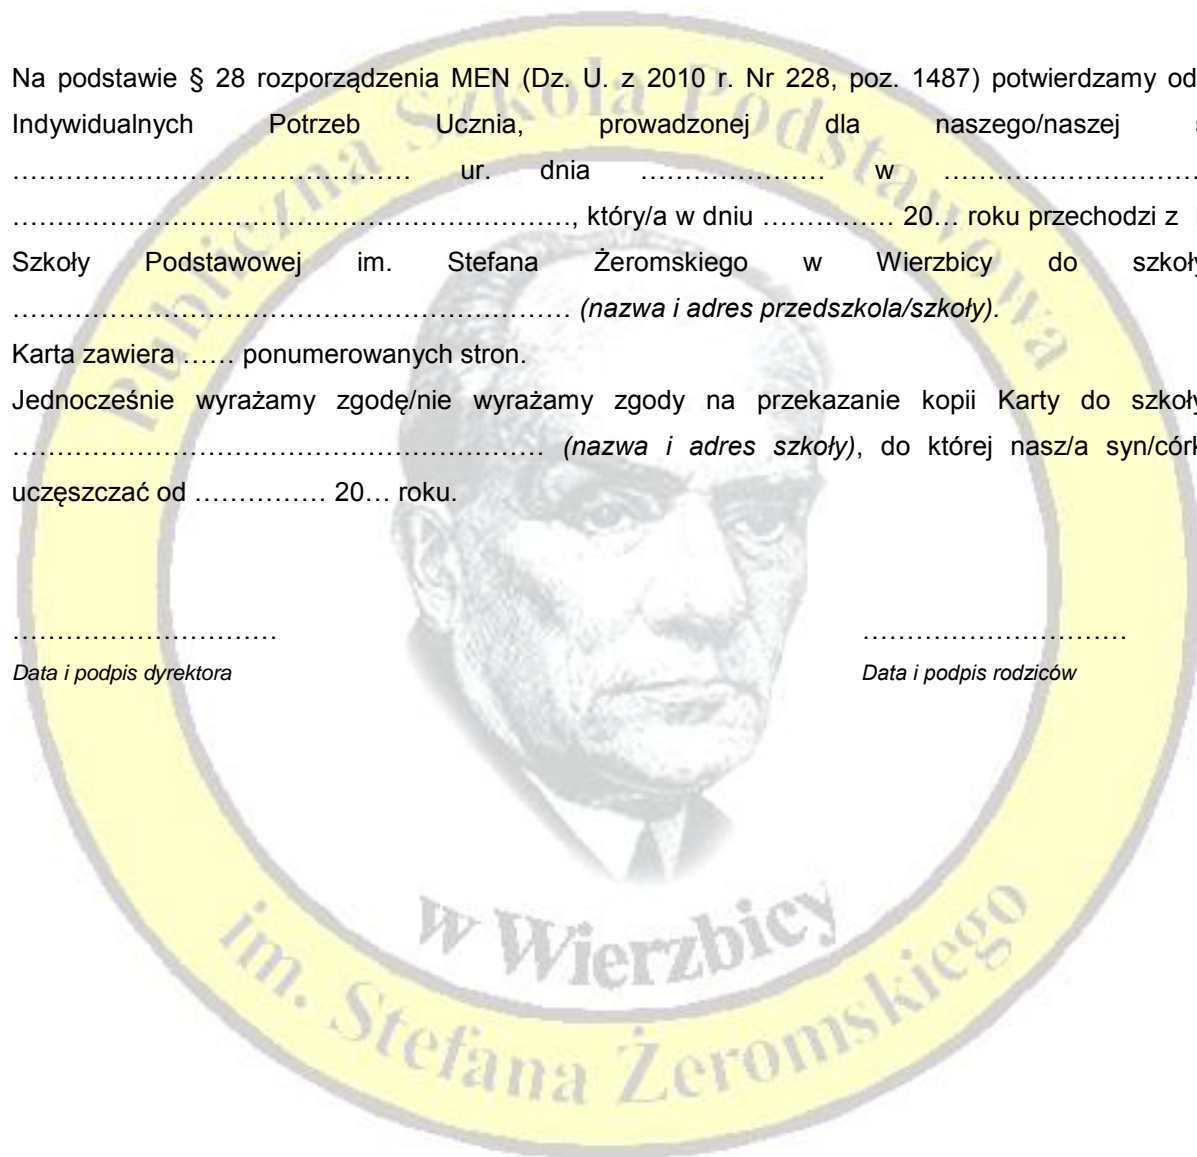 Na podstawie § 28 rozporządzenia MEN (Dz. U. z 2010 r. Nr 228, poz. 1487) potwierdzamy od
Indywidualnych Potrzeb Ucznia, prowadzonej dla naszego/naszej
……………………………………… ur. dnia ………………… w ……………………….
………………………………………………………, który/a w dniu …………… 20… roku przechodzi z
Szkoły Podstawowej im. Stefana Żeromskiego w Wierzbicy do szkoły
……………………………………………………… (nazwa i adres przedszkola/szkoły).
Karta zawiera …… ponumerowanych stron.
Jednocześnie wyrażamy zgodę/nie wyrażamy zgody na przekazanie kopii Karty do szkoły
…………………………………………………… (nazwa i adres szkoły), do której nasz/a syn/córk
uczęszczać od …………… 20… roku.
………………………… …………………………
Data i podpis dyrektora Data i podpis rodziców
Publiczna Szkoła Podstawowa
w Wierzbicy
im. Stefana Żeromskiego